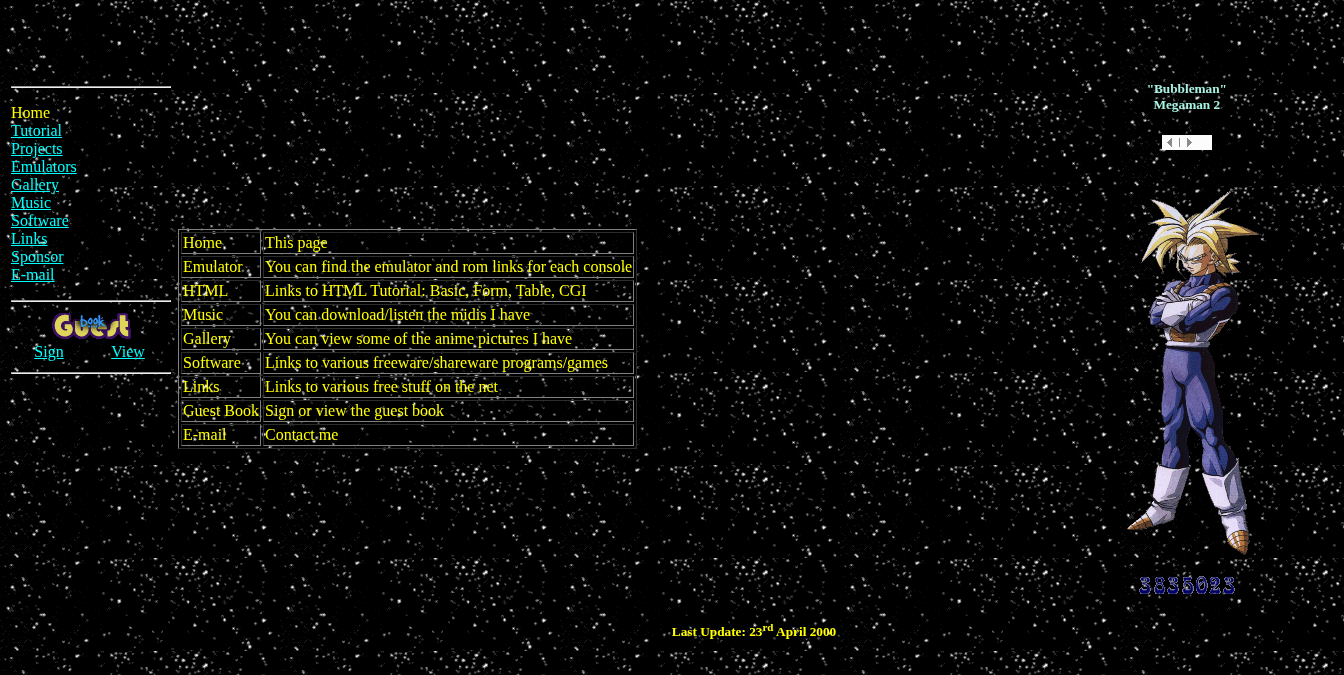 Home
Tutorial
Projects
Emulators
Gallery
Music
Software
Links
Sponsor
E-mail
Guest book
Sign View
Home This page
Emulator You can find the emulator and rom links for each console
HTML Links to HTML Tutorial: Basic, Form, Table, CGI
Music You can download/listen the midis I have
Gallery You can view some of the anime pictures I have
Software Links to various freeware/shareware programs/games
Links Links to various free stuff on the net
Guest Book Sign or view the guest book
E-mail Contact me
"Bubbleman"
Megaman 2
3835023
Last Update: 23rd April 2000